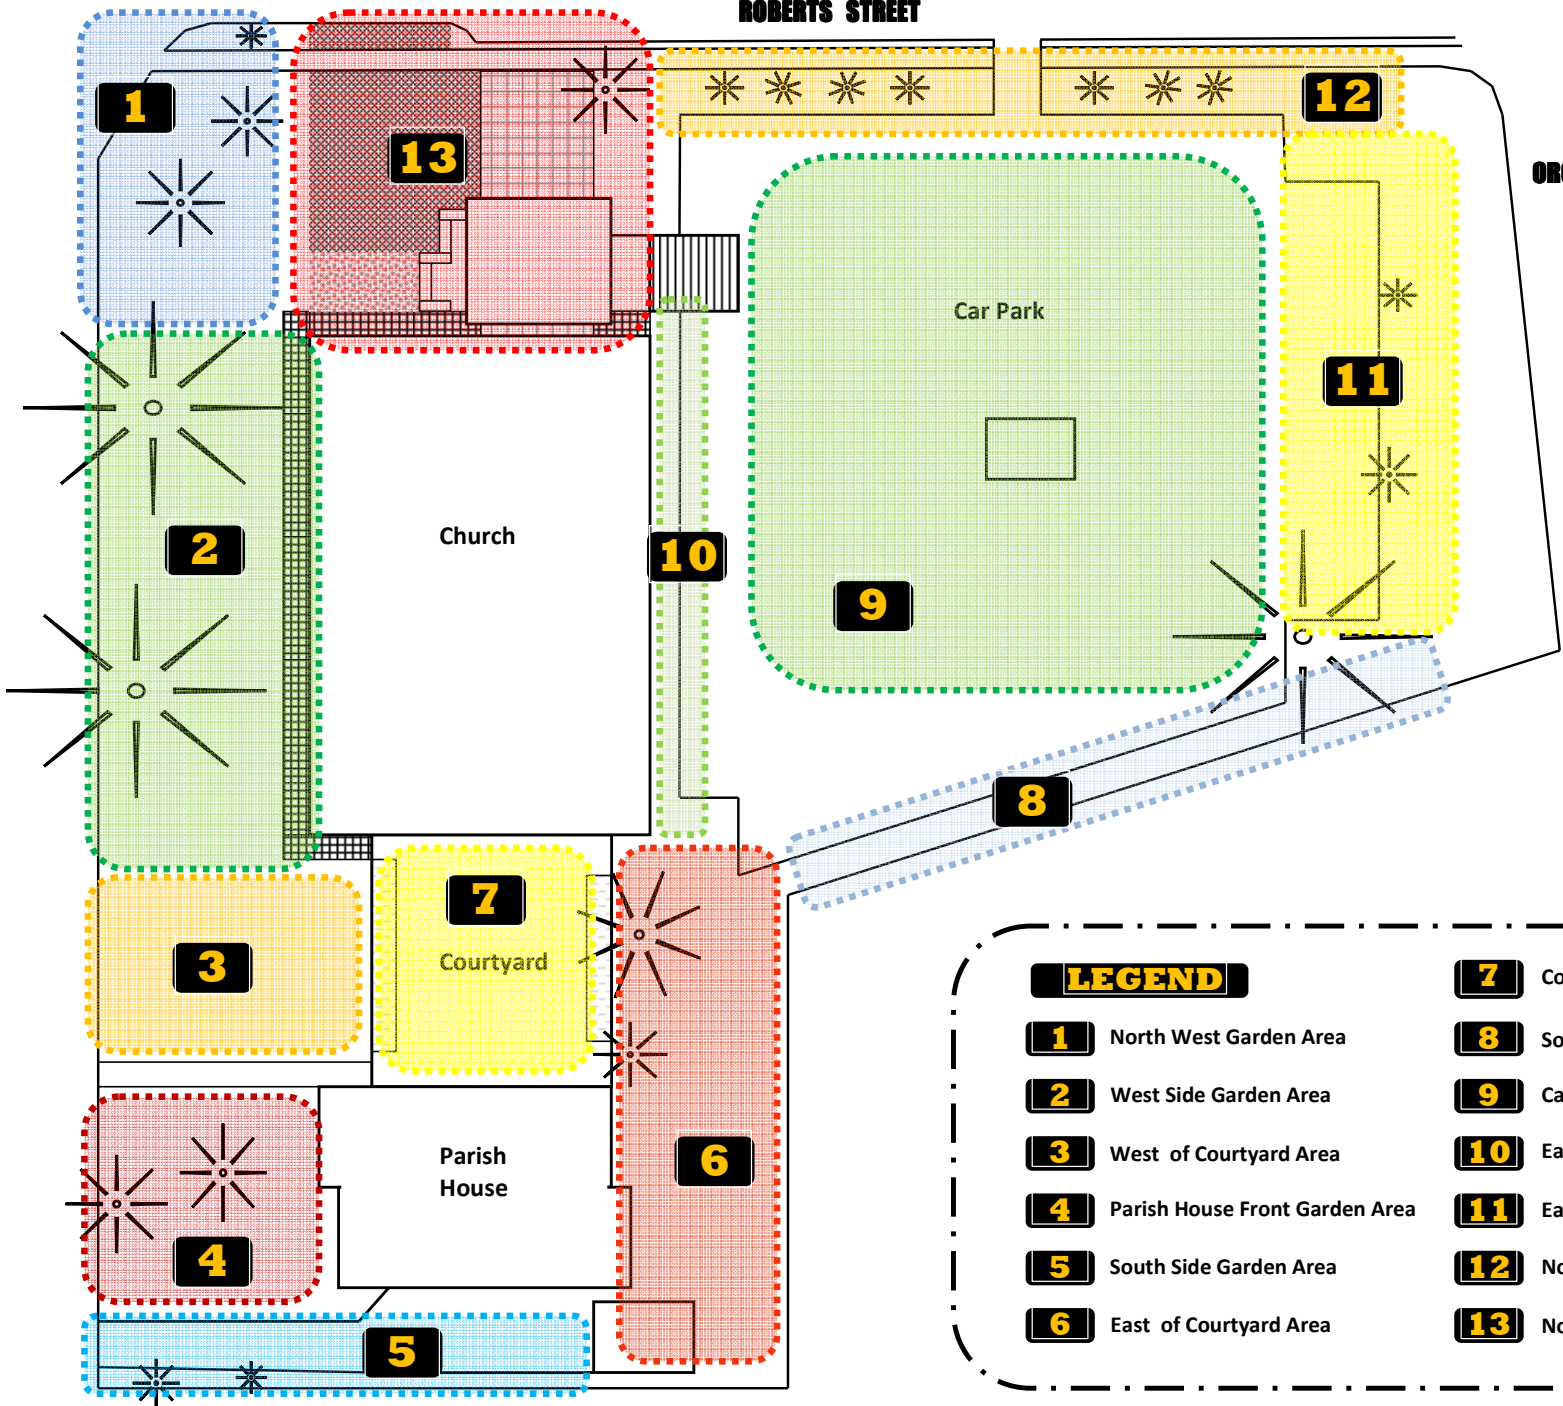 ROBERTS STREET
1
13
12
Car Park
11
2
Church
10
9
8
7
Courtyard
3
Parish
House
6
4
5
LEGEND
1 North West Garden Area
2 West Side Garden Area
3 West of Courtyard Area
4 Parish House Front Garden Area
5 South Side Garden Area
6 East of Courtyard Area
7
8
9
10
11
12
13